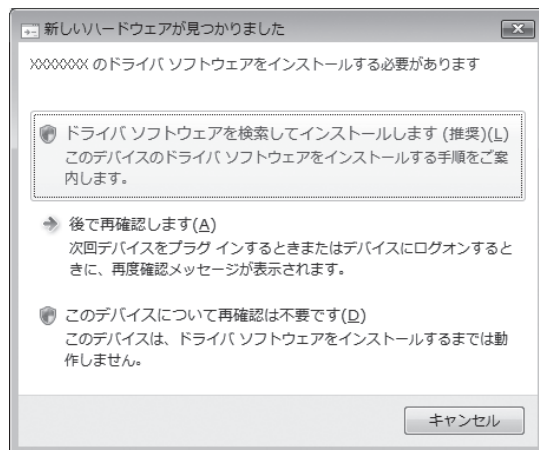 新しいハードウェアが見つかりました
XXXXXXXX のドライバ ソフトウェアをインストールする必要があります
ドライバ ソフトウェアを検索してインストールします (推奨)(L)
このデバイスのドライバ ソフトウェアをインストールする手順をご案
内します。
後で再確認します(A)
次回デバイスをプラグ インするときまたはデバイスにログオンすると
きに、再度確認メッセージが表示されます。
このデバイスについて再確認は不要です(D)
このデバイスは、ドライバ ソフトウェアをインストールするまでは動
作しません。
キャンセル